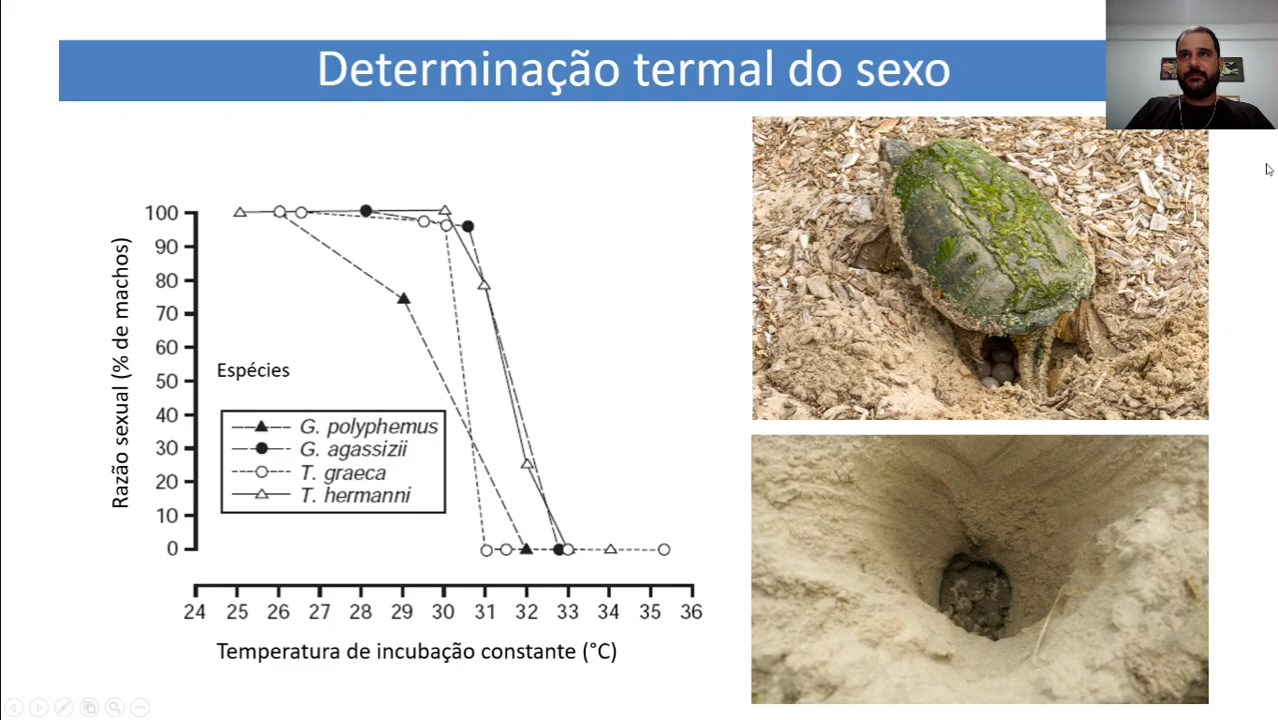 Determinação termal do sexo
Razão sexual (% de machos)
100
90
80
70
60
50
40
30
20
10
0
Espécies
G. polyphemus
G. agassizii
T. graeca
T. hermanni
24 25 26 27 28 29 30 31 32 33 34 35 36
Temperatura de incubação constante (°C)